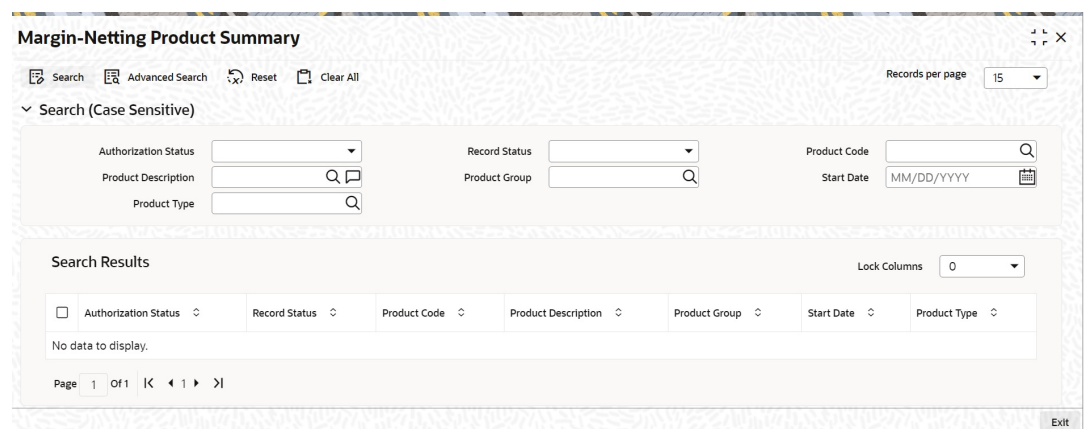 Margin-Netting Product Summary
Search Advanced Search Reset Clear All Records per page 15
Search (Case Sensitive)
Authorization Status Record Status Product Code
Product Description Product Group Start Date MM/DD/YYYY
Product Type
Search Results Lock Columns 0
Authorization Status Record Status Product Code Product Description Product Group Start Date Product Type
No data to display.
Page 1 Of 1 1
Exit